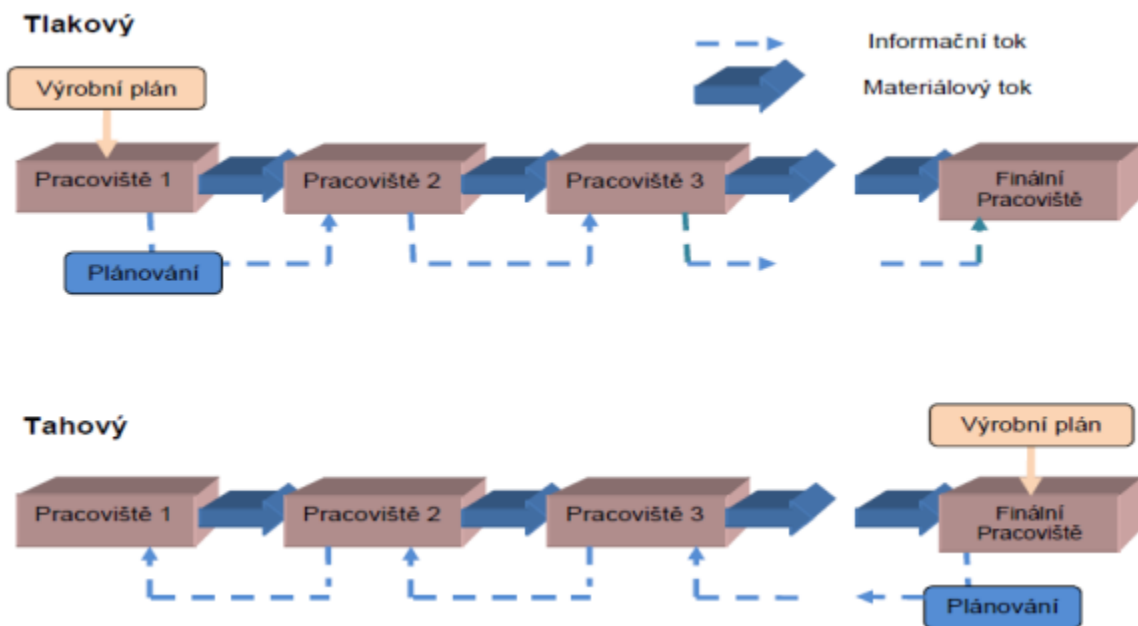 Tlakový
Informační tok
Výrobní plán
Materiálový tok
Pracoviště 1
Pracoviště 2
Pracoviště 3
Finální
Pracoviště
Plánování
Tahový
Výrobní plán
Pracoviště 1
Pracoviště 2
Pracoviště 3
Finální
Pracoviště
Plánování